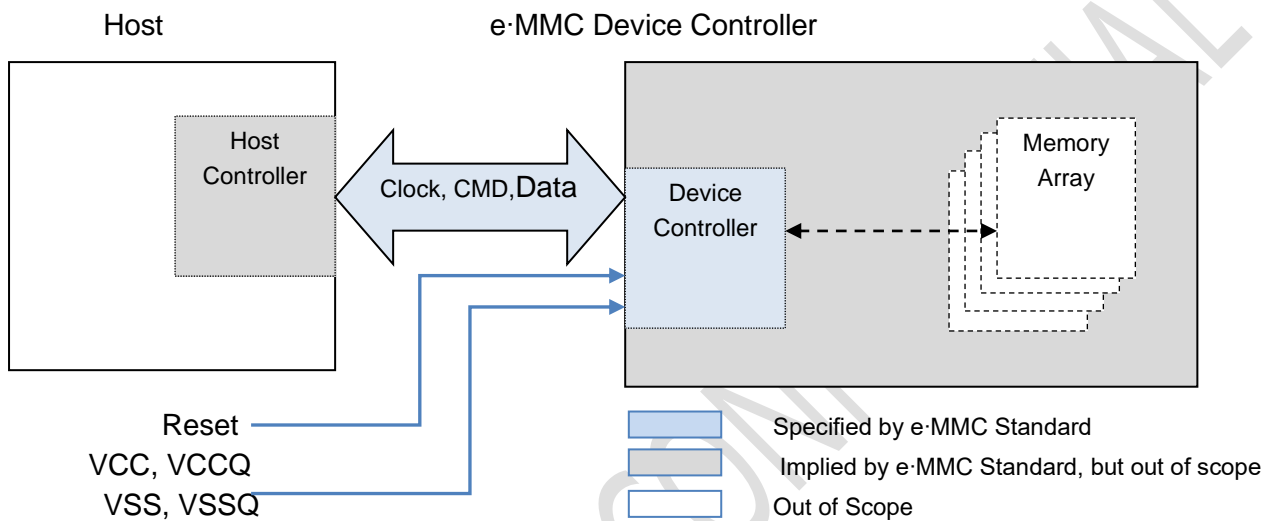 Host
e·MMC Device Controller
Host
Controller
Clock, CMD,Data
Device
Controller
Memory
Array
Reset
VCC, VCCQ
VSS, VSSQ
Specified by e·MMC Standard
Implied by e·MMC Standard, but out of scope
Out of Scope